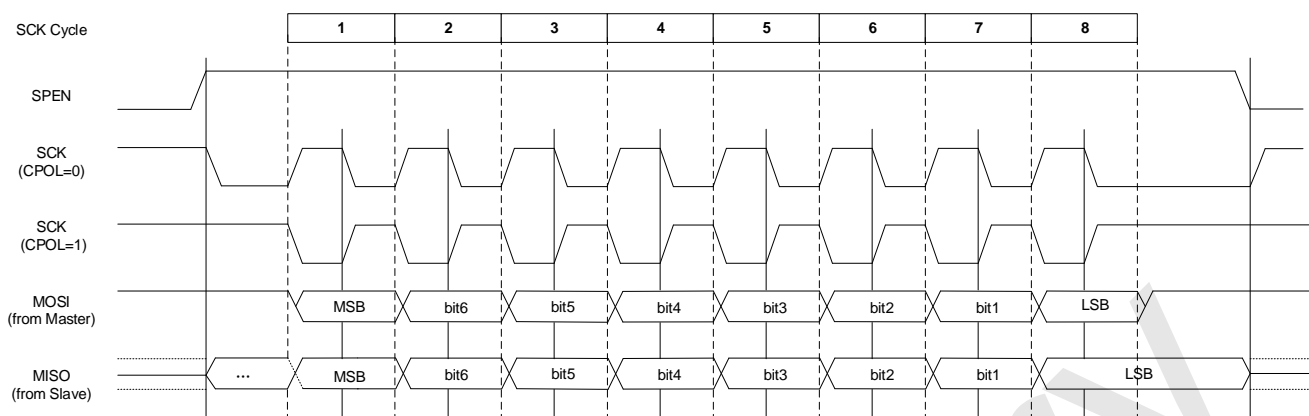 SCK Cycle 1 2 3 4 5 6 7 8
SPEN
SCK
(CPOL=0)
SCK
(CPOL=1)
MOSI
(from Master)
MSB bit6 bit5 bit4 bit3 bit2 bit1 LSB
MISO
(from Slave)
... MSB bit6 bit5 bit4 bit3 bit2 bit1 LSB